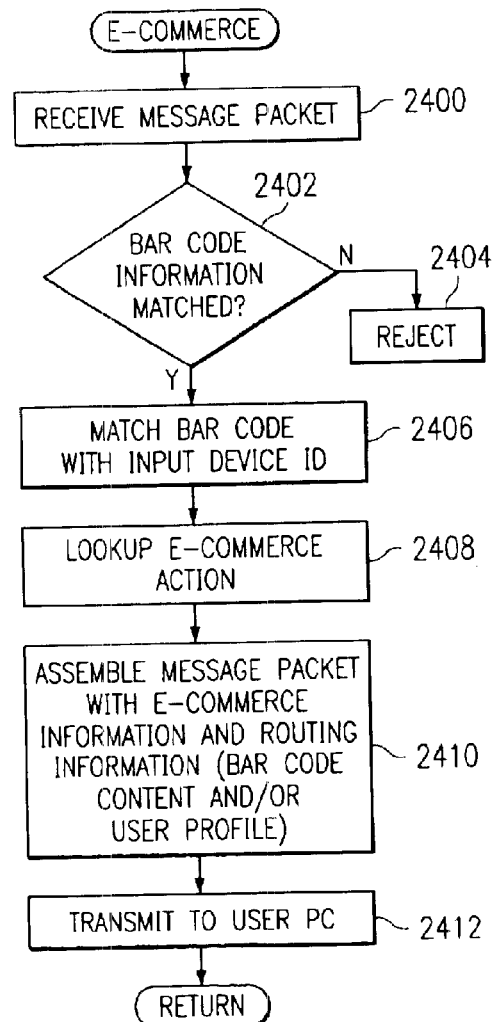 E-COMMERCE
RECEIVE MESSAGE PACKET
2400
2402
BAR CODE
INFORMATION
MATCHED?
N
2404
REJECT
Y
MATCH BAR CODE
WITH INPUT DEVICE ID
2406
LOOKUP E-COMMERCE
ACTION
2408
ASSEMBLE MESSAGE PACKET
WITH E-COMMERCE
INFORMATION AND ROUTING
INFORMATION (BAR CODE
CONTENT AND/OR
USER PROFILE)
2410
TRANSMIT TO USER PC
2412
RETURN